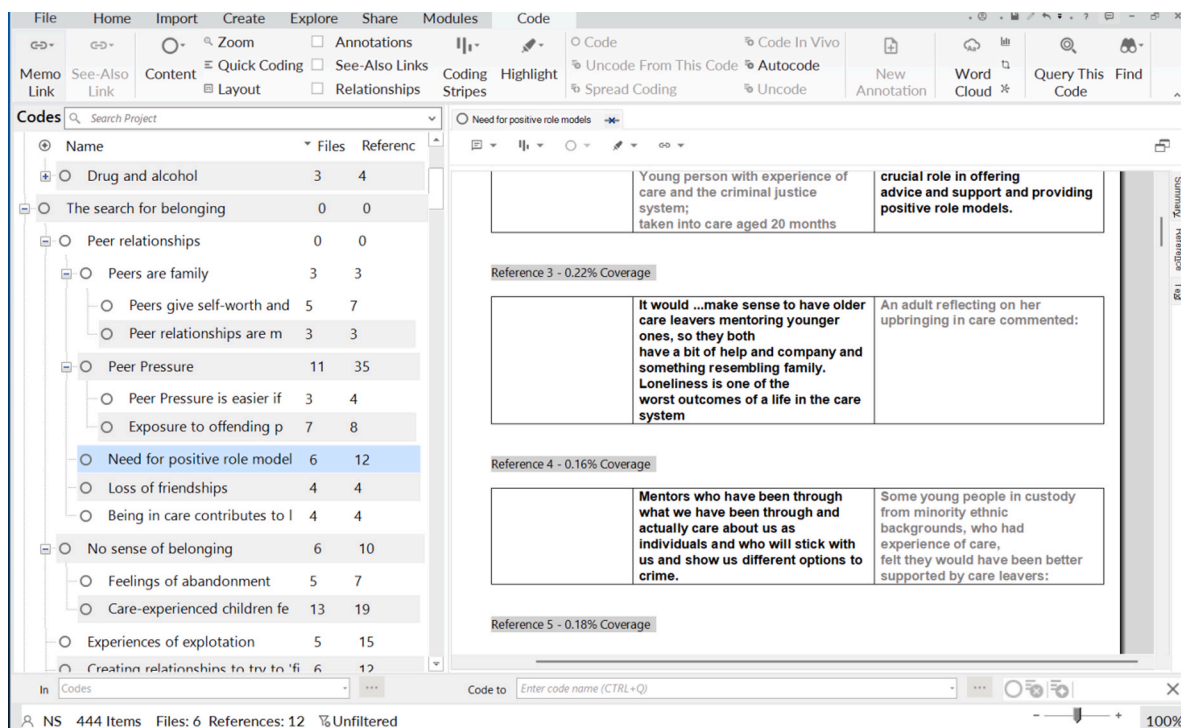 File Home Import Create Explore Share Modules Code
Memo Link
See-Also Link
Content
Zoom
Quick Coding
Layout
Annotations
See-Also Links
Relationships
Coding Stripes
Highlight
Code
Uncode From This Code
Spread Coding
Code In Vivo
Autocode
Uncode
New Annotation
Word Cloud
Query This Code
Find
Codes Search Project
Name Files Referenc
Drug and alcohol 3 4
The search for belonging 0 0
Peer relationships 0 0
Peers are family 3 3
Peers give self-worth and 5 7
Peer relationships are m 3 3
Peer Pressure 11 35
Peer Pressure is easier if 3 4
Exposure to offending p 7 8
Need for positive role model 6 12
Loss of friendships 4 4
Being in care contributes to l 4 4
No sense of belonging 6 10
Feelings of abandonment 5 7
Care-experienced children fe 13 19
Experiences of explotation 5 15
Creating relationships to try to 'fi 6 12
Need for positive role models
Young person with experience of
care and the criminal justice
system;
taken into care aged 20 months
crucial role in offering
advice and support and providing
positive role models.
Reference 3 - 0.22% Coverage
It would ...make sense to have older
care leavers mentoring younger
ones, so they both
have a bit of help and company and
something resembling family.
Loneliness is one of the
worst outcomes of a life in the care
system
An adult reflecting on her
upbringing in care commented:
Reference 4 - 0.16% Coverage
Mentors who have been through
what we have been through and
actually care about us as
individuals and who will stick with
us and show us different options to
crime.
Some young people in custody
from minority ethnic
backgrounds, who had
experience of care,
felt they would have been better
supported by care leavers:
Reference 5 - 0.18% Coverage
Summary
Reference
Text
In Codes
Code to Enter code name (CTRL+Q)
NS 444 Items Files: 6 References: 12 Unfiltered
100%